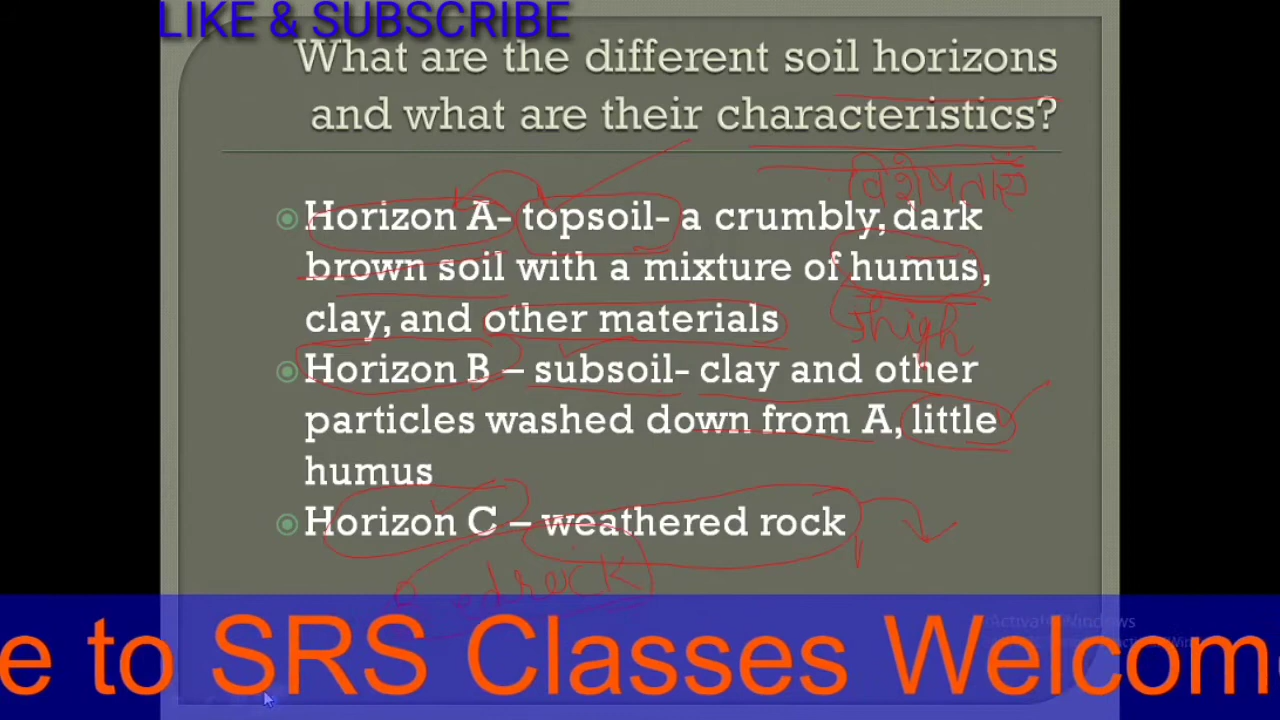 LIKE & SUBSCRIBE
What are the different soil horizons
and what are their characteristics?
विशेषताएँ
Horizon A- topsoil- a crumbly, dark
brown soil with a mixture of humus,
clay, and other materials
high
Horizon B – subsoil- clay and other
particles washed down from A, little
humus
Horizon C – weathered rock
Activate Windows
e to SRS Classes Welcom